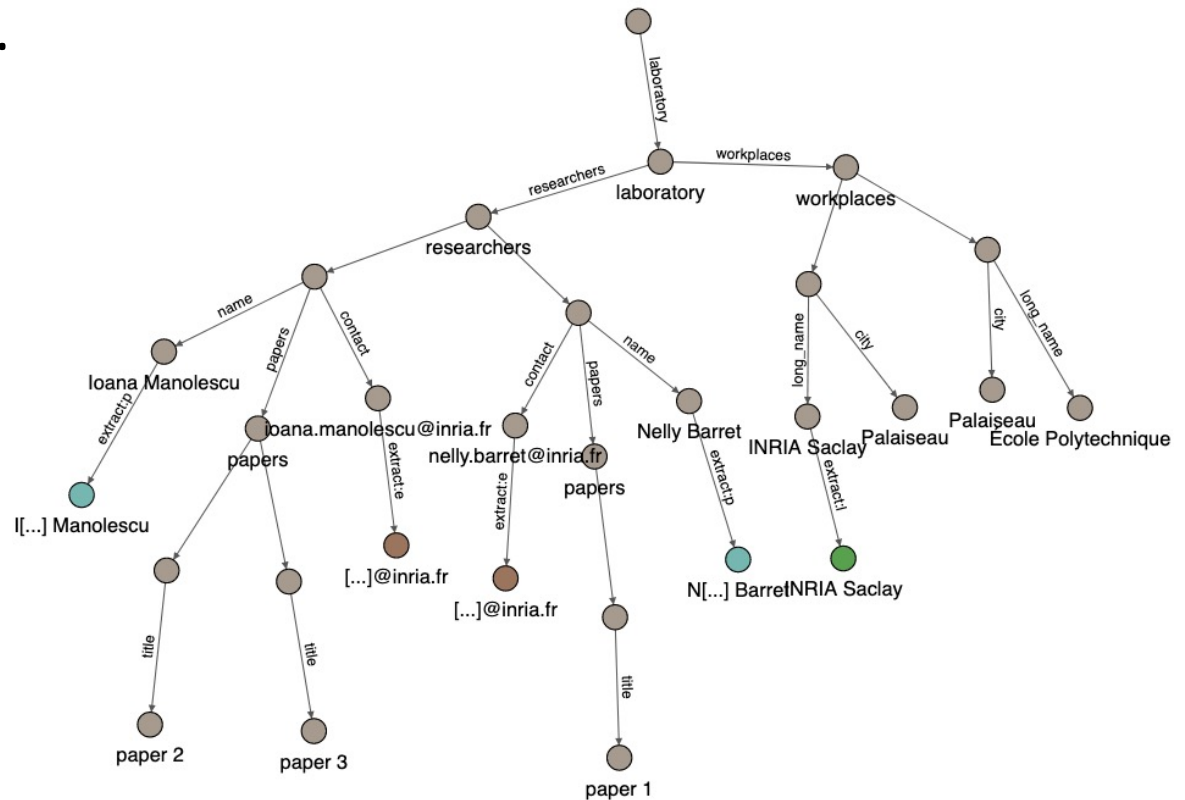 .
laboratory
workplaces
laboratory
researchers
workplaces
researchers
name
papers
contact
contact
papers
name
long_name
city
city
long_name
Ioana Manolescu
extract:p
ioana.manolescu@inria.fr
papers
extract:e
nelly.barret@inria.fr
extract:e
papers
Nelly Barret
extract:p
INRIA Saclay
extract:l
Palaiseau
Palaiseau
Ecole Polytechnique
I[...] Manolescu
[...]@inria.fr
[...]@inria.fr
N[...] Barret
INRIA Saclay
title
title
title
paper 2
paper 3
paper 1